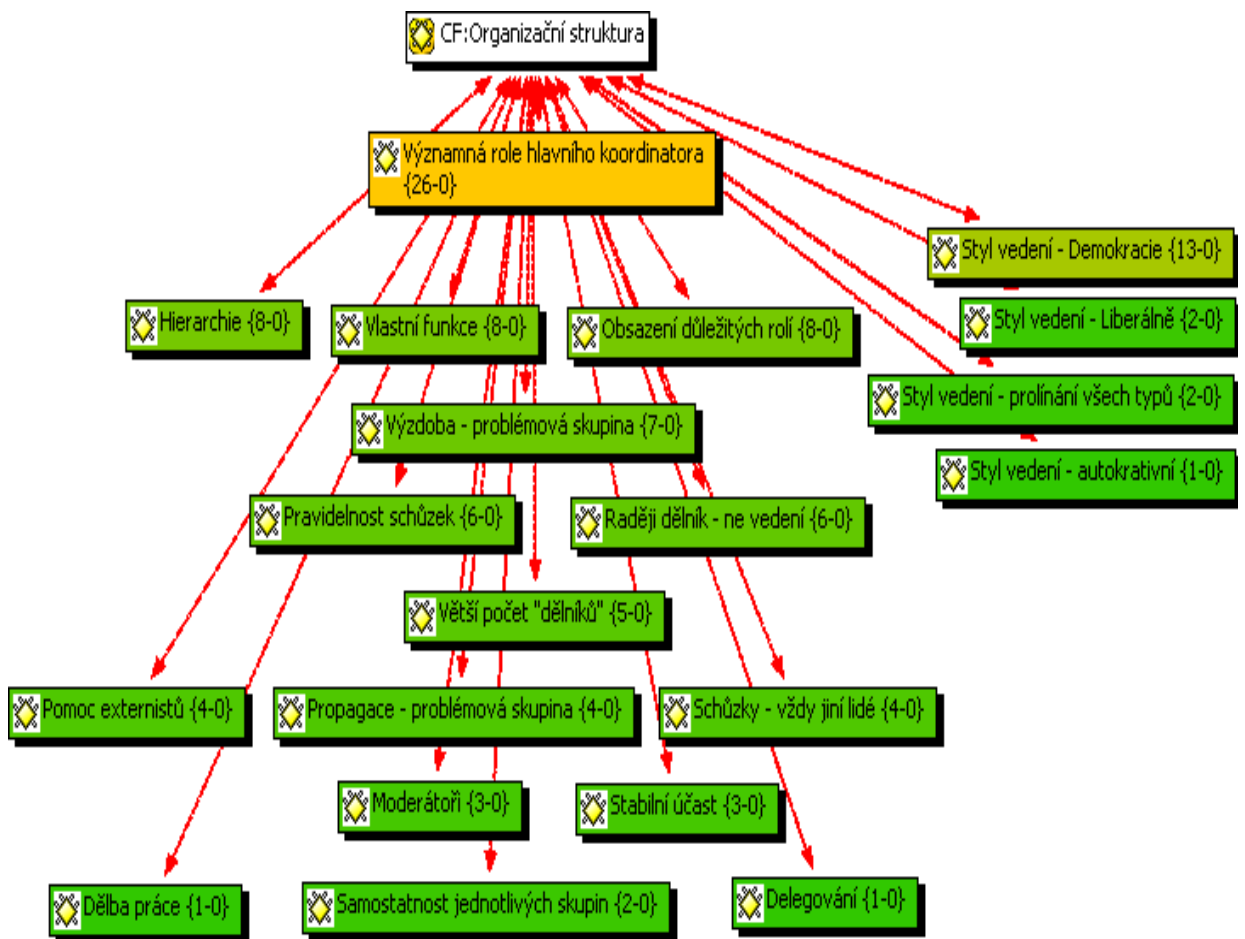 CF:Organizační struktura
Významná role hlavního koordinatora
{26-0}
Styl vedení - Demokracie {13-0}
Hierarchie {8-0}
Vlastní funkce {8-0}
Obsazení důležitých rolí {8-0}
Styl vedení - Liberálně {2-0}
Styl vedení - prolínání všech typů {2-0}
Výzdoba - problémová skupina {7-0}
Styl vedení - autokrativní {1-0}
Pravidelnost schůzek {6-0}
Raději dělník - ne vedení {6-0}
Větší počet "dělníků" {5-0}
Pomoc externistů {4-0}
Propagace - problémová skupina {4-0}
Schůzky - vždy jiní lidé {4-0}
Moderátoři {3-0}
Stabilní účast {3-0}
Dělba práce {1-0}
Samostatnost jednotlivých skupin {2-0}
Delegování {1-0}